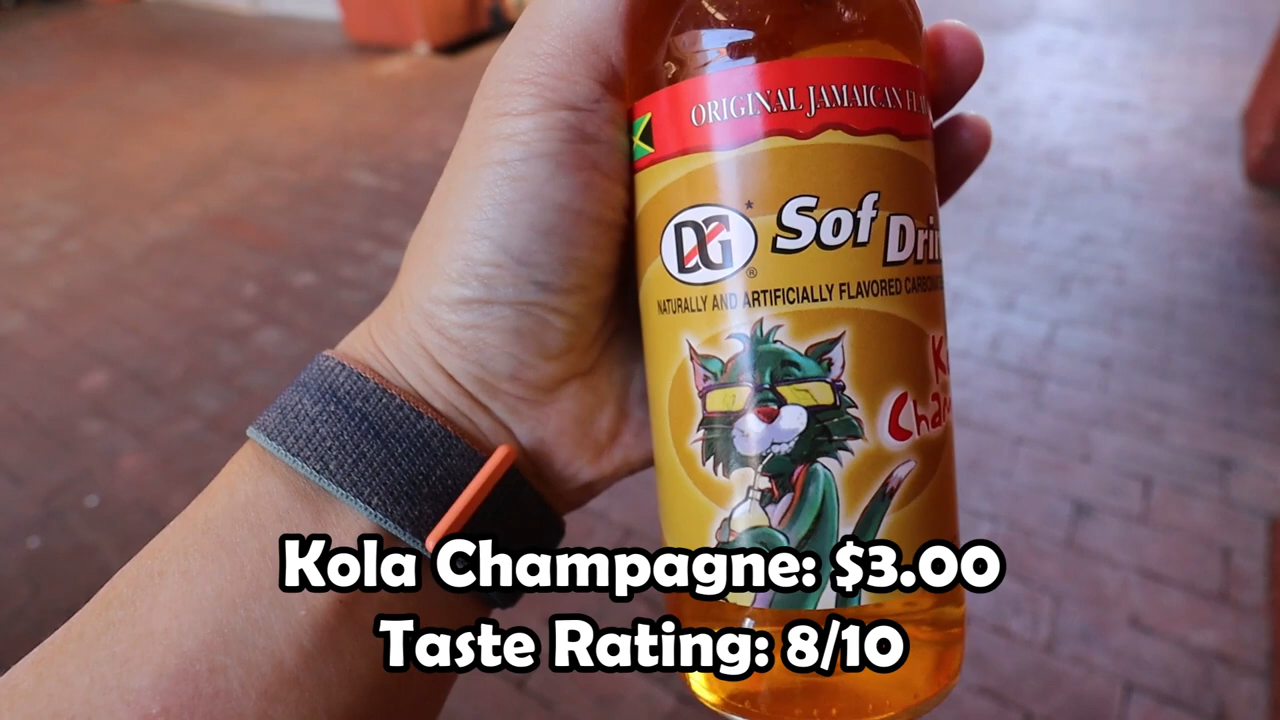 ORIGINAL JAMAICAN
DG
Sof
NATURALLY AND ARTIFICIALLY FLAVORED
Kola Champagne: $3.00
Taste Rating: 8/10